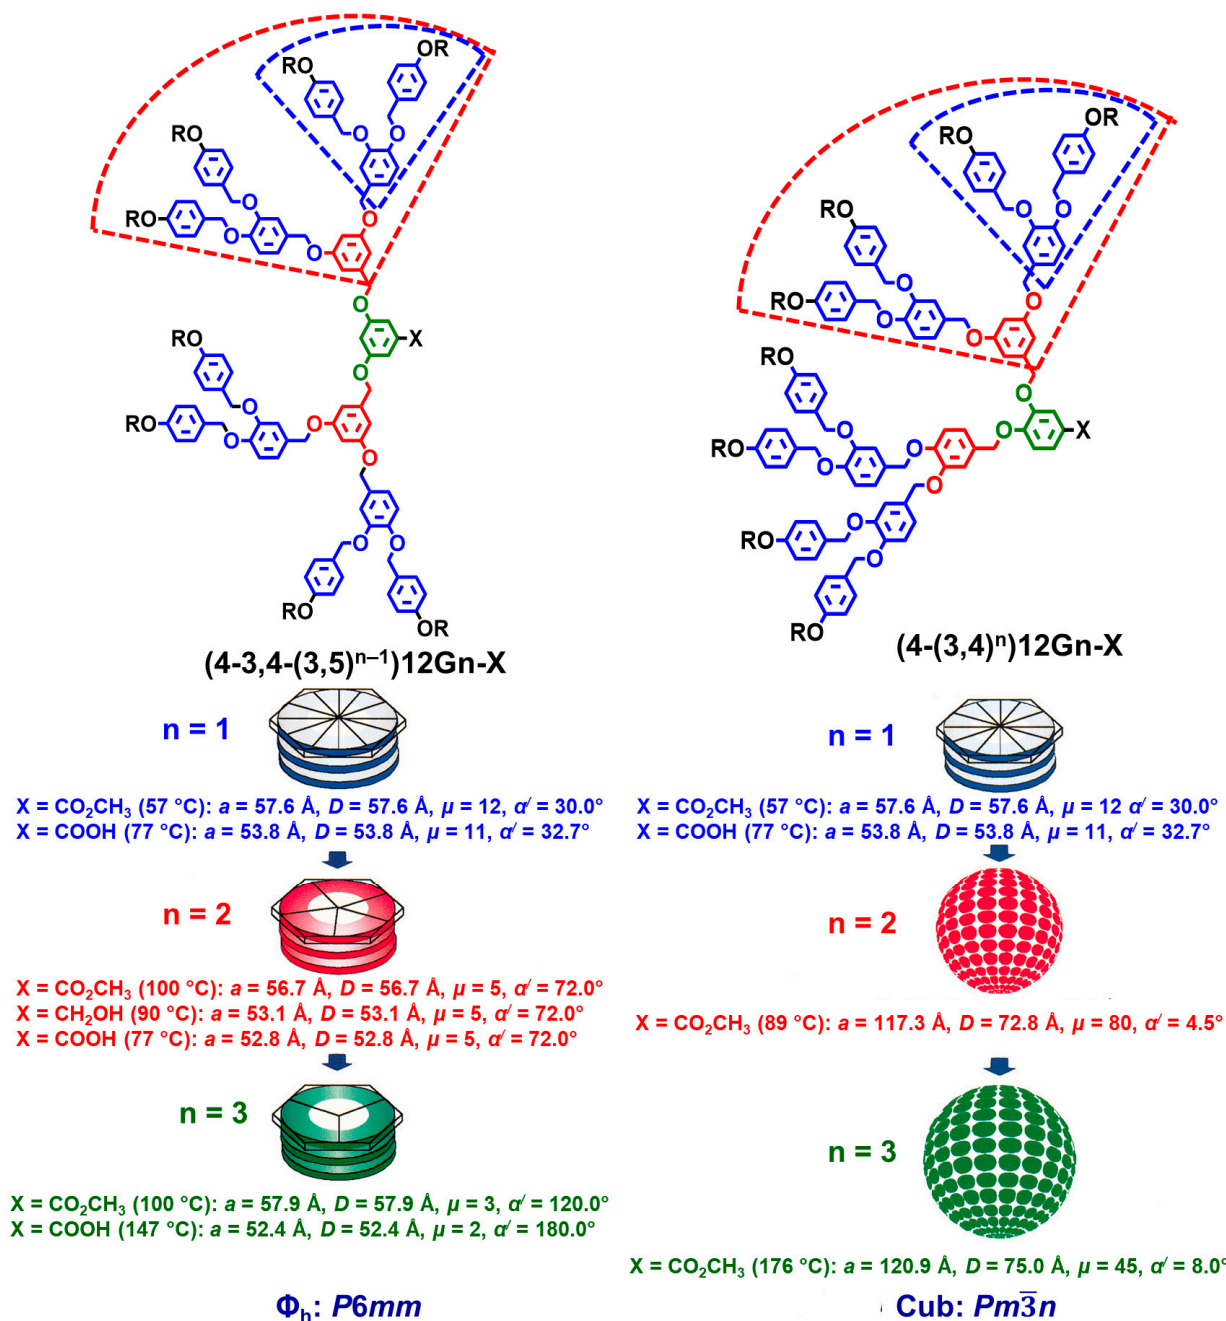 OR
RO
O
O
RO
O
O
RO
O
O
O
X
O
RO
O
RO
O
O
O
O
O
RO
OR
(4-3,4-(3,5)ⁿ⁻¹)12Gn-X
n = 1
X = CO₂CH₃ (57 °C): a = 57.6 Å, D = 57.6 Å, μ = 12, α′ = 30.0°
X = COOH (77 °C): a = 53.8 Å, D = 53.8 Å, μ = 11, α′ = 32.7°
n = 2
X = CO₂CH₃ (100 °C): a = 56.7 Å, D = 56.7 Å, μ = 5, α′ = 72.0°
X = CH₂OH (90 °C): a = 53.1 Å, D = 53.1 Å, μ = 5, α′ = 72.0°
X = COOH (77 °C): a = 52.8 Å, D = 52.8 Å, μ = 5, α′ = 72.0°
n = 3
X = CO₂CH₃ (100 °C): a = 57.9 Å, D = 57.9 Å, μ = 3, α′ = 120.0°
X = COOH (147 °C): a = 52.4 Å, D = 52.4 Å, μ = 2, α′ = 180.0°
Φₕ: P6mm
OR
RO
O
O
RO
O
O
RO
O
O
O
O
X
RO
O
O
RO
O
O
O
RO
O
O
RO
(4-(3,4)ⁿ)12Gn-X
n = 1
X = CO₂CH₃ (57 °C): a = 57.6 Å, D = 57.6 Å, μ = 12 α′ = 30.0°
X = COOH (77 °C): a = 53.8 Å, D = 53.8 Å, μ = 11, α′ = 32.7°
n = 2
X = CO₂CH₃ (89 °C): a = 117.3 Å, D = 72.8 Å, μ = 80, α′ = 4.5°
n = 3
X = CO₂CH₃ (176 °C): a = 120.9 Å, D = 75.0 Å, μ = 45, α′ = 8.0°
Cub: Pm3̅n